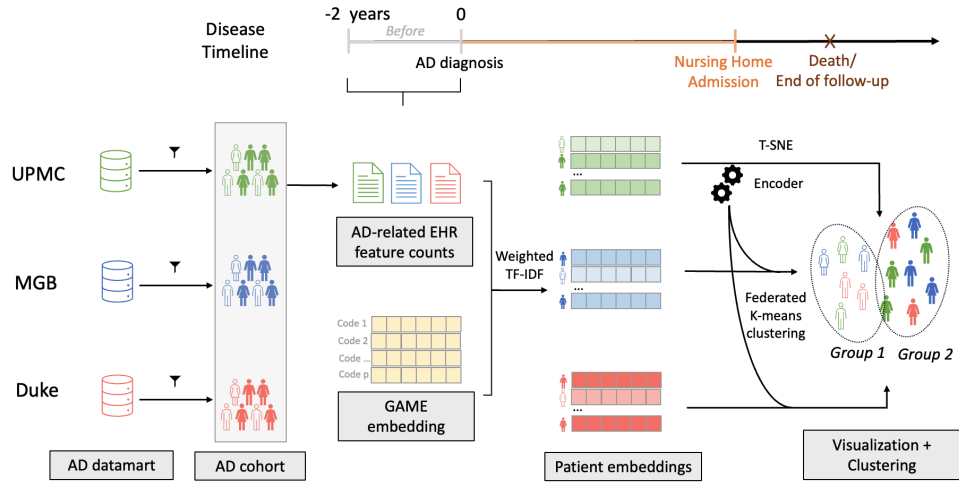 -2 years
0
Disease
Timeline
Before
AD diagnosis
Nursing Home
Admission
Death/
End of follow-up
UPMC
MGB
Duke
AD datamart
AD cohort
AD-related EHR
feature counts
Code 1
Code 2
Code ...
Code p
GAME
embedding
Weighted
TF-IDF
...
...
...
Patient embeddings
T-SNE
Encoder
Federated
K-means
clustering
Group 1
Group 2
Visualization +
Clustering